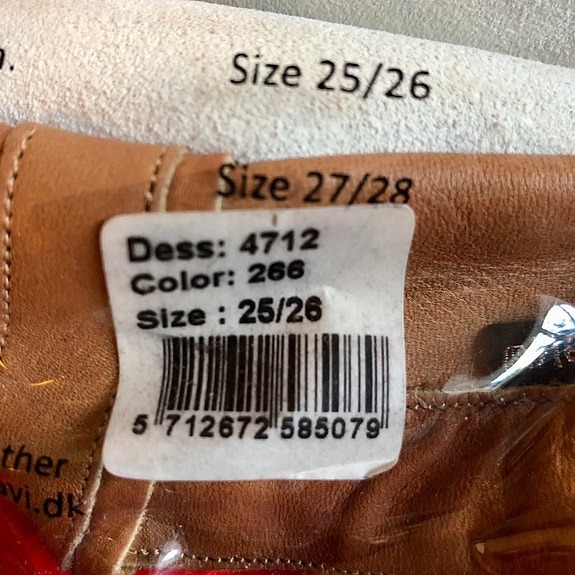 Size 25/26
Size 27/28
Dess: 4712
Color: 266
Size : 25/26
5 712672 585079
ther
avi.dk